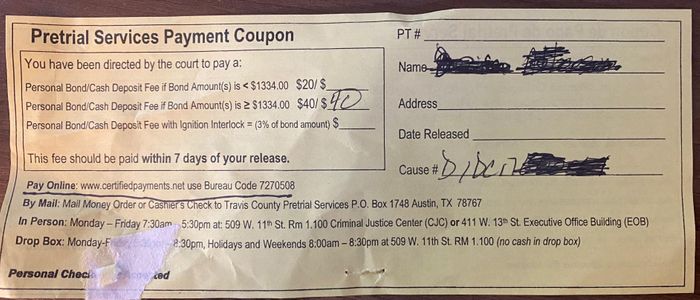 Pretrial Services Payment Coupon
You have been directed by the court to pay a:
Personal Bond/Cash Deposit Fee if Bond Amount(s) is < $1334.00 $20/ $
Personal Bond/Cash Deposit Fee if Bond Amount(s) is ≥ $1334.00 $40/ $ 40
Personal Bond/Cash Deposit Fee with Ignition Interlock = (3% of bond amount) $
This fee should be paid within 7 days of your release.
PT #
Name
Address
Date Released
Cause #
Pay Online: www.certifiedpayments.net use Bureau Code 7270508
By Mail: Mail Money Order or Cashier's Check to Travis County Pretrial Services P.O. Box 1748 Austin, TX 78767
In Person: Monday – Friday 7:30am - 5:30pm at: 509 W. 11th St. Rm 1.100 Criminal Justice Center (CJC) or 411 W. 13th St. Executive Office Building (EOB)
Drop Box: 8:30pm, Holidays and Weekends 8:00am – 8:30pm at 509 W. 11th St. RM 1.100 (no cash in drop box)
Personal